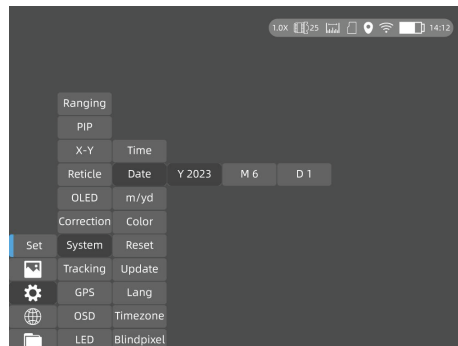 1.0X 25 14:12
Ranging
PIP
X-Y Time
Reticle Date Y 2023 M 6 D 1
OLED m/yd
Correction Color
Set System Reset
Tracking Update
GPS Lang
OSD Timezone
LED Blindpixel